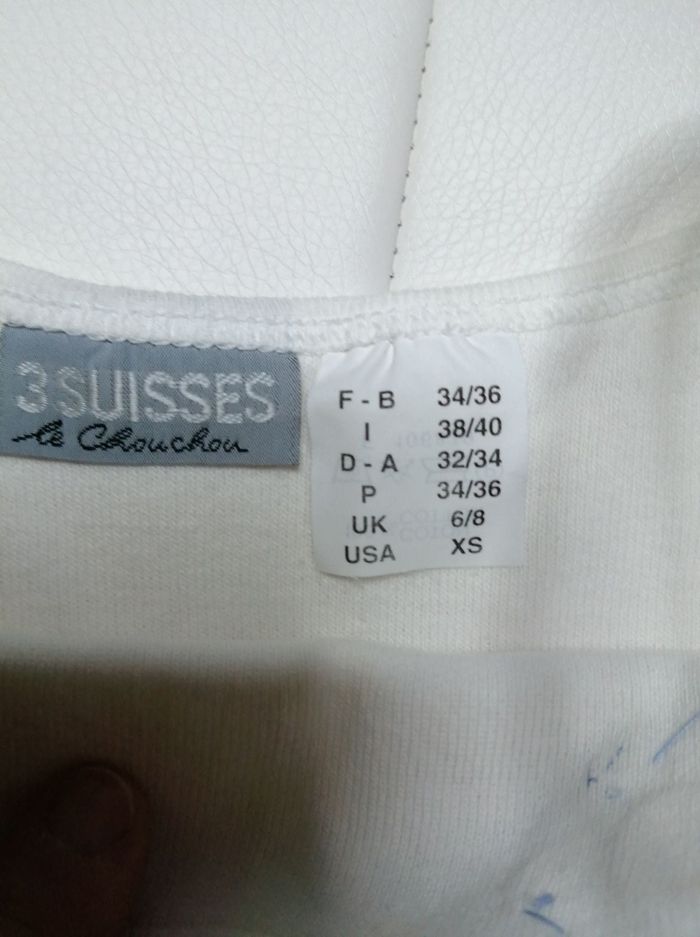 3SUISSES
le Chouchou
F - B 34/36
I 38/40
D - A 32/34
P 34/36
UK 6/8
USA XS